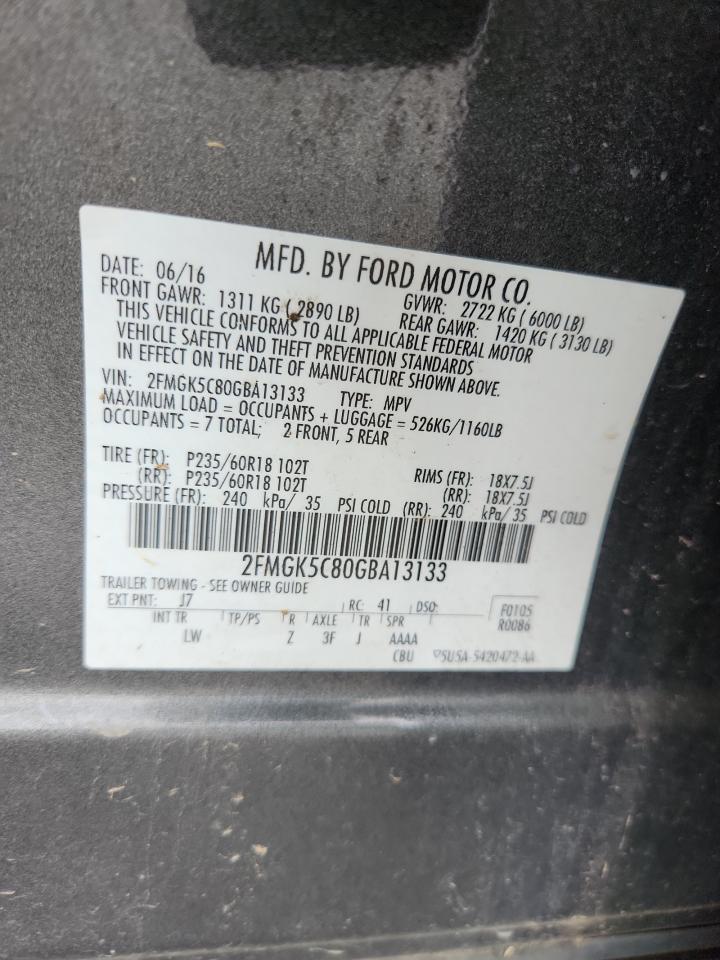 MFD. BY FORD MOTOR CO.
DATE: 06/16 GVWR: 2722 KG ( 6000 LB)
FRONT GAWR: 1311 KG ( 2890 LB) REAR GAWR: 1420 KG ( 3130 LB)
THIS VEHICLE CONFORMS TO ALL APPLICABLE FEDERAL MOTOR
VEHICLE SAFETY AND THEFT PREVENTION STANDARDS
IN EFFECT ON THE DATE OF MANUFACTURE SHOWN ABOVE.
VIN: 2FMGK5C80GBA13133 TYPE: MPV
MAXIMUM LOAD = OCCUPANTS + LUGGAGE = 526KG/1160LB
OCCUPANTS = 7 TOTAL; 2 FRONT, 5 REAR
TIRE (FR): P235/60R18 102T RIMS (FR): 18X7.5J
(RR): P235/60R18 102T (RR): 18X7.5J
PRESSURE (FR): 240 kPa/ 35 PSI COLD (RR): 240 kPa/ 35 PSI COLD
2FMGK5C80GBA13133
TRAILER TOWING - SEE OWNER GUIDE
EXT PNT: J7 RC: 41 DSO: F0105
INT TR TP/PS R AXLE TR SPR R0086
LW Z 3F J AAAA
CBU 5U5A-5420472-AA